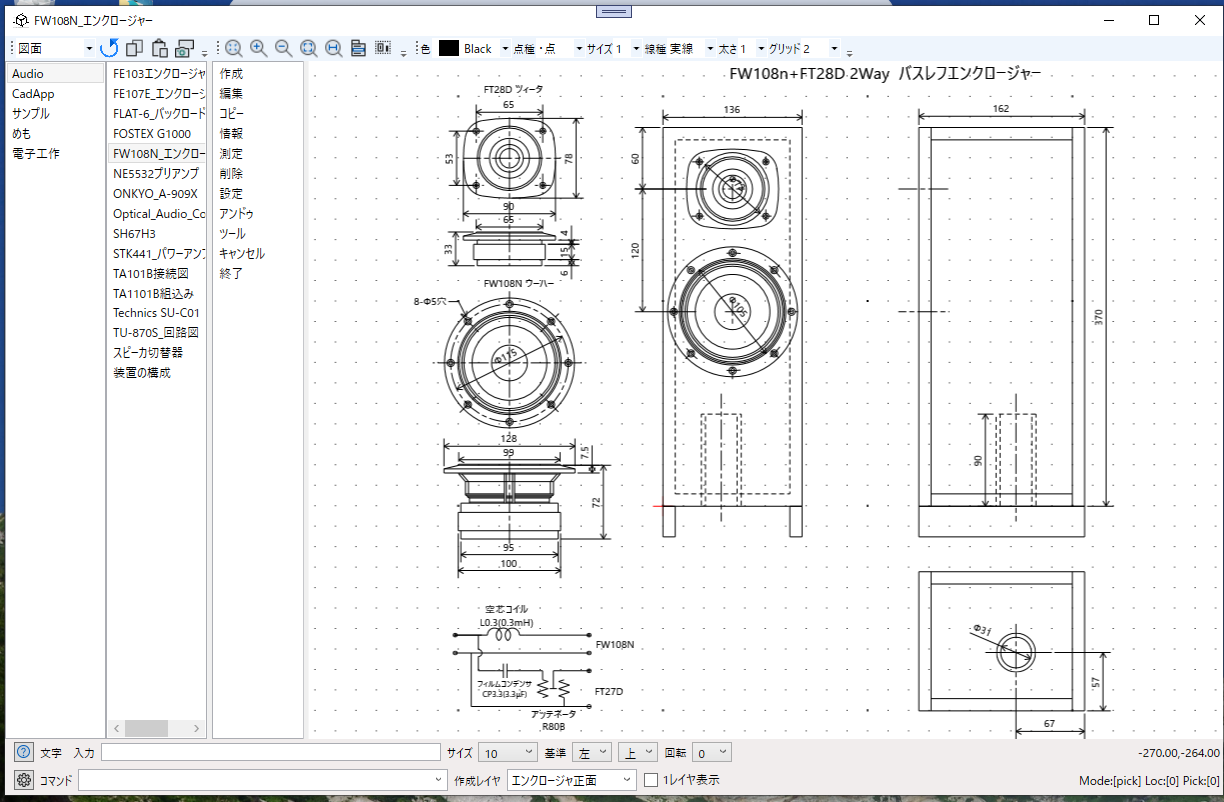 FW108N_エンクロージャー
図面
色 Black 点種・点 サイズ 1 線種 実線 太さ 1 グリッド 2
Audio
CadApp
サンプル
めも
電子工作
FE103エンクロージャ
FE107E_エンクロージ
FLAT-6_バックロード
FOSTEX G1000
FW108N_エンクロー
NE5532プリアンプ
ONKYO_A-909X
Optical_Audio_Co
SH67H3
STK441_パワーアンプ
TA101B接続図
TA1101B組込み
Technics SU-C01
TU-870S_回路図
スピーカ切替器
装置の構成
作成
編集
コピー
情報
測定
削除
設定
アンドゥ
ツール
キャンセル
終了
FW108n+FT28D 2Way バスレフエンクロージャー
FT28D ツィータ
65
53
78
90
65
33
4
15
6
FW108N ウーハー
8-Φ5穴
Φ115
128
99
7.5
72
95
100
空芯コイル
L0.3(0.3mH)
FW108N
フィルムコンデンサ
CP3.3(3.3μF)
FT27D
アッテネータ
R80B
136
60
120
Φ105
162
370
90
Φ31
57
67
文字 入力 サイズ 10 基準 左 上 回転 0
-270.00,-264.00
コマンド 作成レイヤ エンクロージャ正面 1レイヤ表示
Mode:[pick] Loc:[0] Pick:[0]